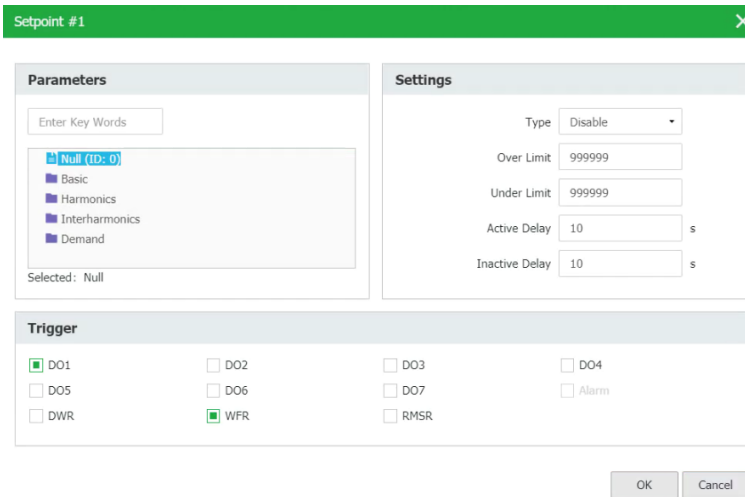 Setpoint #1
Parameters
Enter Key Words
Null (ID: 0)
Basic
Harmonics
Interharmonics
Demand
Selected: Null
Settings
Type Disable
Over Limit 999999
Under Limit 999999
Active Delay 10 s
Inactive Delay 10 s
Trigger
DO1 DO2 DO3 DO4
DO5 DO6 DO7 Alarm
DWR WFR RMSR
OK Cancel